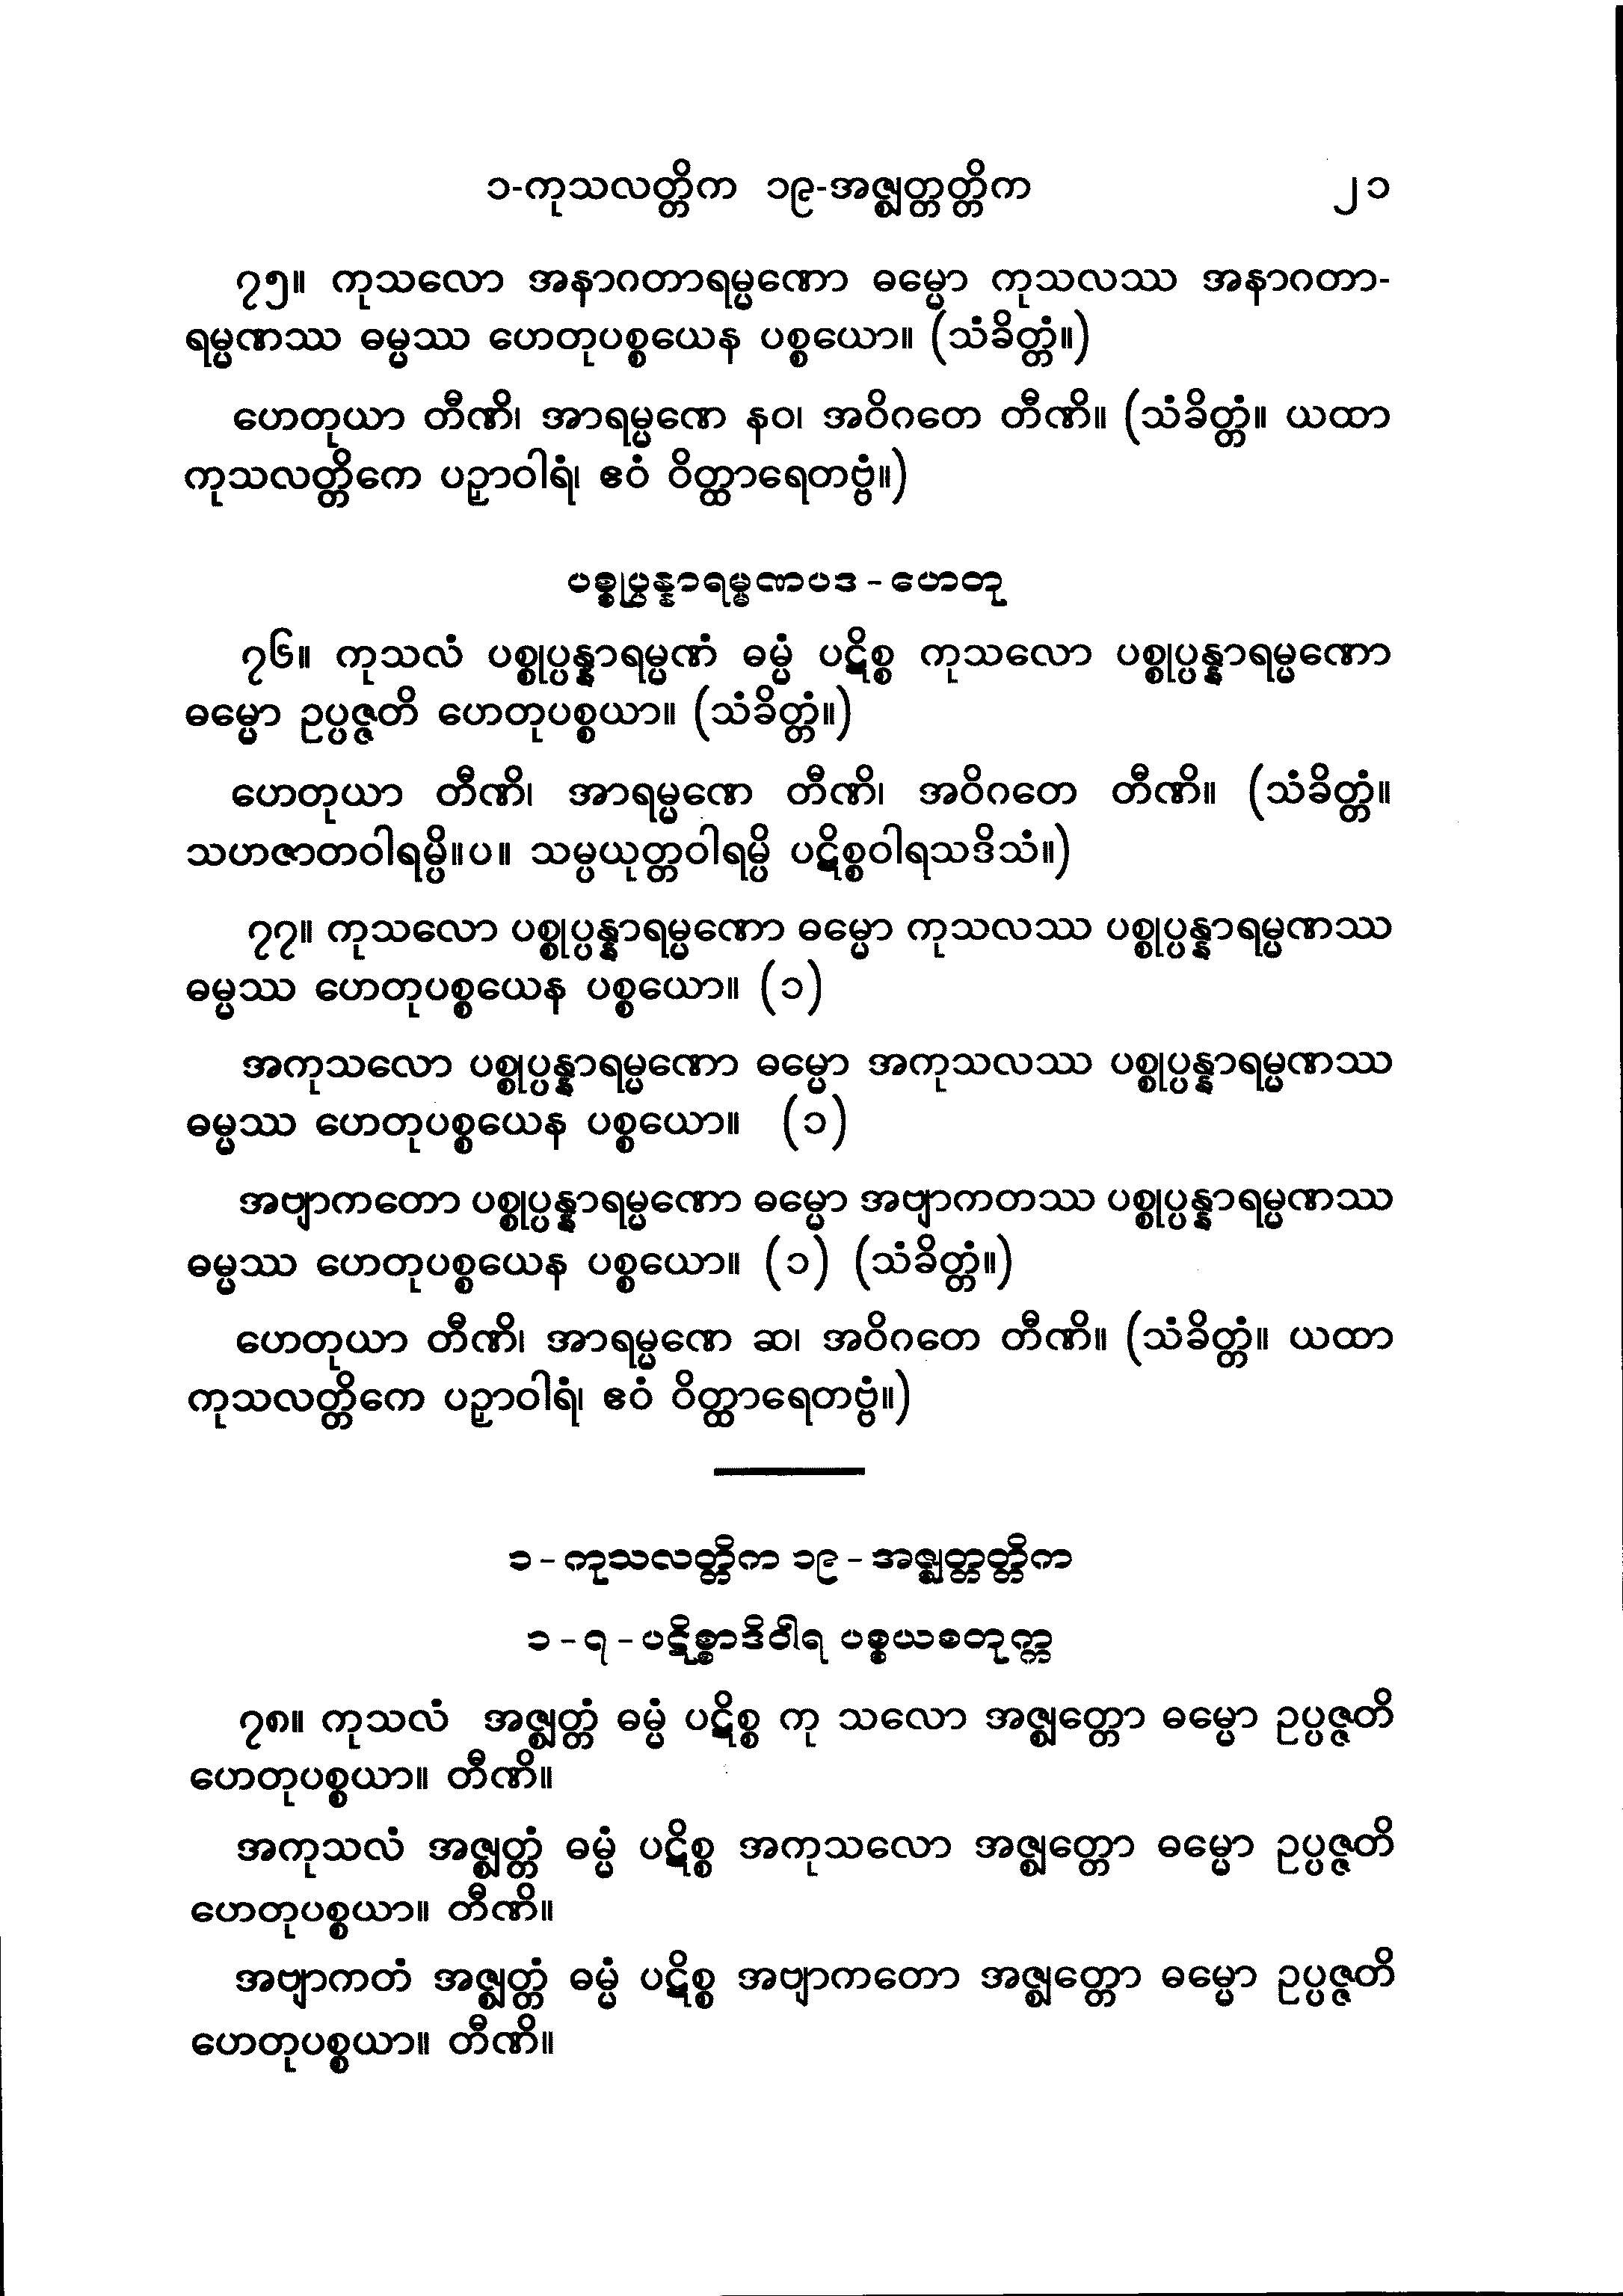 ၁-ကုသလတ္တိက ၁၉-အဇ္ဈတ္တတ္တိက ၂၁
၇၅။ ကုသလော အနာဂတာရမ္မဏော ဓမ္မော ကုသလဿ အနာဂတာ-
ရမ္မဏဿ ဓမ္မဿ ဟေတုပစ္စယေန ပစ္စယော။ (သံခိတ္တံ။)
ဟေတုယာ တီဏိ၊ အာရမ္မဏေ နဝ၊ အဝိဂတေ တီဏိ။ (သံခိတ္တံ။ ယထာ
ကုသလတ္တိကေ ပဉှာဝါရံ၊ ဧဝံ ဝိတ္ထာရေတဗ္ဗံ။)
ပစ္စုပ္ပန္နာရမ္မဏပဒ - ဟေတု
၇၆။ ကုသလံ ပစ္စုပ္ပန္နာရမ္မဏံ ဓမ္မံ ပဋိစ္စ ကုသလော ပစ္စုပ္ပန္နာရမ္မဏော
ဓမ္မော ဥပ္ပဇ္ဇတိ ဟေတုပစ္စယာ။ (သံခိတ္တံ။)
ဟေတုယာ တီဏိ၊ အာရမ္မဏေ တီဏိ၊ အဝိဂတေ တီဏိ။ (သံခိတ္တံ။
သဟဇာတဝါရမ္ပိ။ပ။ သမ္ပယုတ္တဝါရမ္ပိ ပဋိစ္စဝါရသဒိသံ။)
၇၇။ ကုသလော ပစ္စုပ္ပန္နာရမ္မဏော ဓမ္မော ကုသလဿ ပစ္စုပ္ပန္နာရမ္မဏဿ
ဓမ္မဿ ဟေတုပစ္စယေန ပစ္စယော။ (၁)
အကုသလော ပစ္စုပ္ပန္နာရမ္မဏော ဓမ္မော အကုသလဿ ပစ္စုပ္ပန္နာရမ္မဏဿ
ဓမ္မဿ ဟေတုပစ္စယေန ပစ္စယော။ (၁)
အဗျာကတော ပစ္စုပ္ပန္နာရမ္မဏော ဓမ္မော အဗျာကတဿ ပစ္စုပ္ပန္နာရမ္မဏဿ
ဓမ္မဿ ဟေတုပစ္စယေန ပစ္စယော။ (၁) (သံခိတ္တံ။)
ဟေတုယာ တီဏိ၊ အာရမ္မဏေ ဆ၊ အဝိဂတေ တီဏိ။ (သံခိတ္တံ။ ယထာ
ကုသလတ္တိကေ ပဉှာဝါရံ၊ ဧဝံ ဝိတ္ထာရေတဗ္ဗံ။)
၁ - ကုသလတ္တိက ၁၉ - အဇ္ဈတ္တတ္တိက
၁ - ၇ - ပဋိစ္စာဒိဝါရ ပစ္စယစတုက္က
၇၈။ ကုသလံ အဇ္ဈတ္တံ ဓမ္မံ ပဋိစ္စ ကု သလော အဇ္ဈတ္တော ဓမ္မော ဥပ္ပဇ္ဇတိ
ဟေတုပစ္စယာ။ တီဏိ။
အကုသလံ အဇ္ဈတ္တံ ဓမ္မံ ပဋိစ္စ အကုသလော အဇ္ဈတ္တော ဓမ္မော ဥပ္ပဇ္ဇတိ
ဟေတုပစ္စယာ။ တီဏိ။
အဗျာကတံ အဇ္ဈတ္တံ ဓမ္မံ ပဋိစ္စ အဗျာကတော အဇ္ဈတ္တော ဓမ္မော ဥပ္ပဇ္ဇတိ
ဟေတုပစ္စယာ။ တီဏိ။